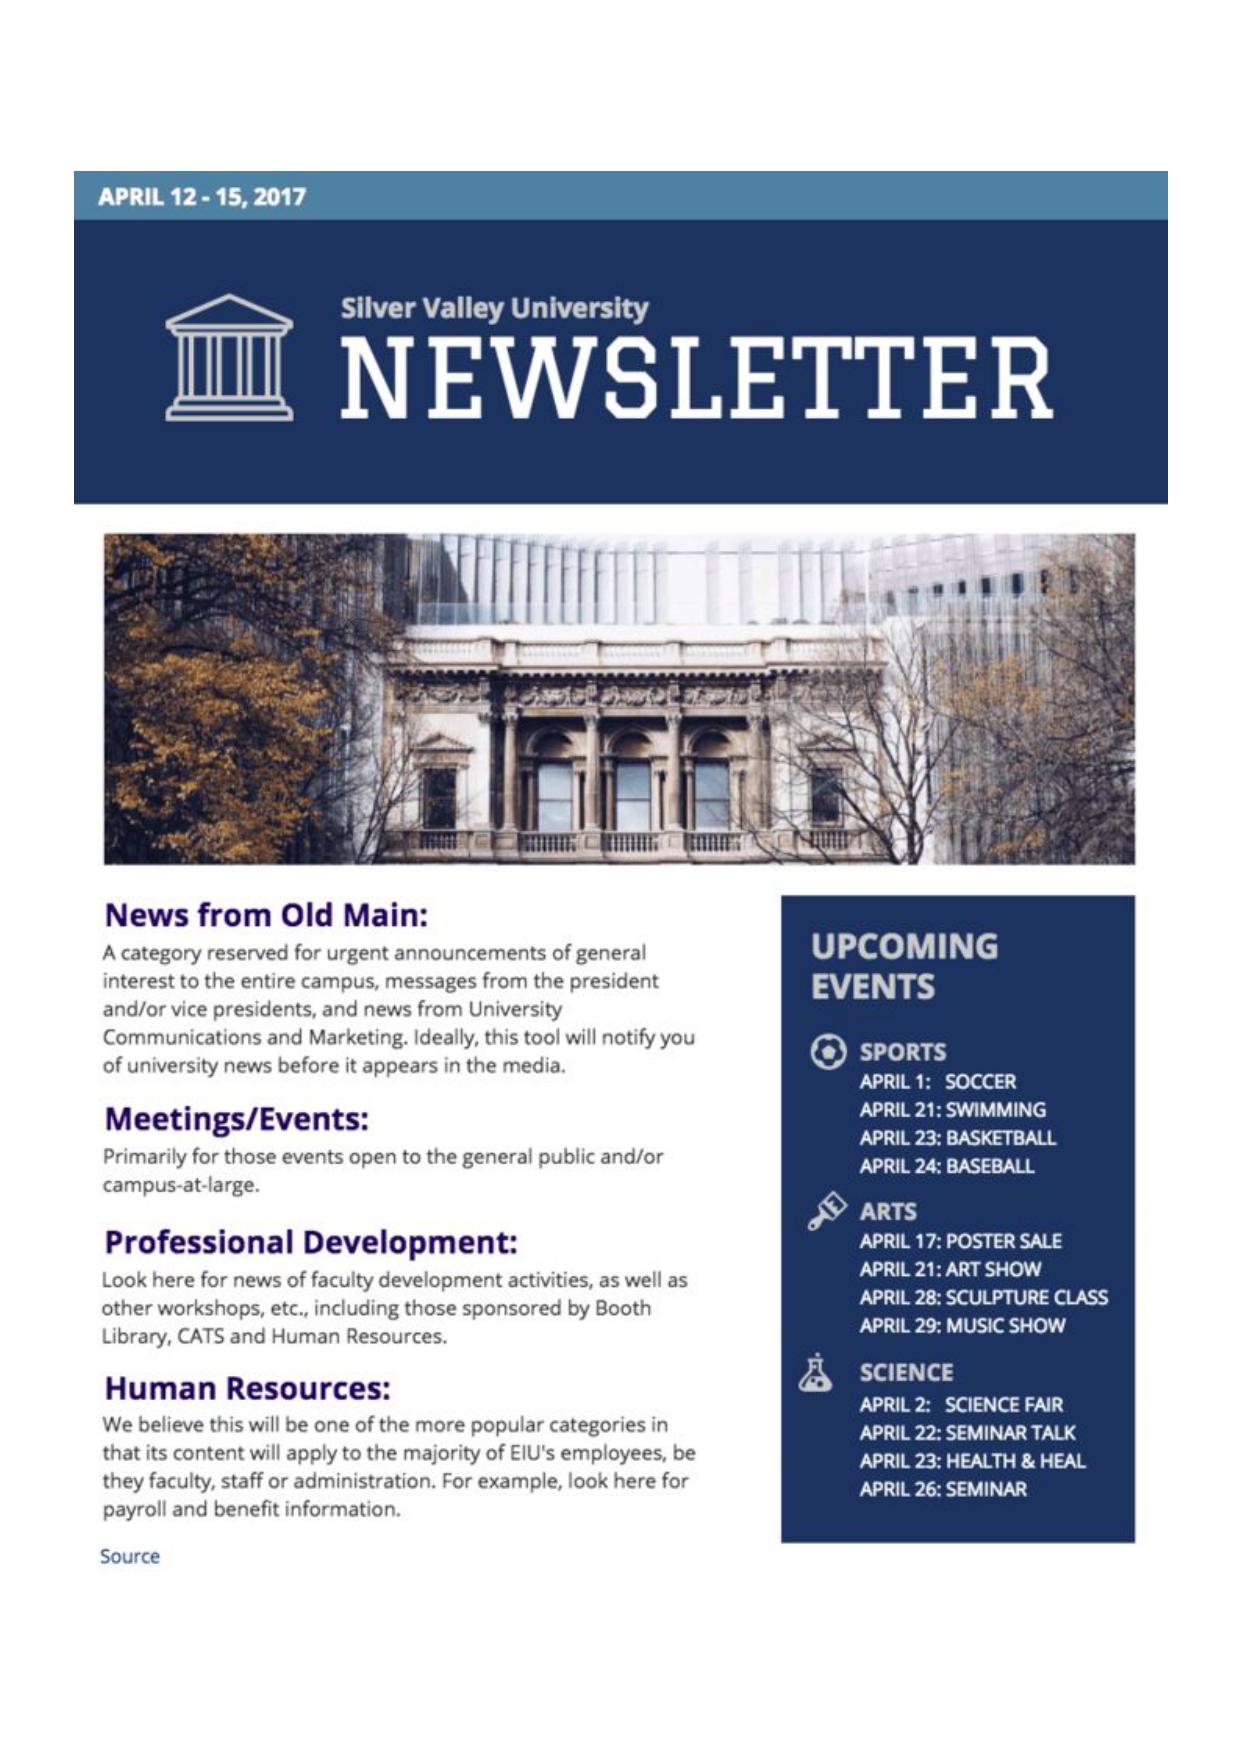 APRIL 12 - 15, 2017
Silver Valley University
NEWSLETTER
News from Old Main:
A category reserved for urgent announcements of general
interest to the entire campus, messages from the president
and/or vice presidents, and news from University
Communications and Marketing. Ideally, this tool will notify you
of university news before it appears in the media.
Meetings/Events:
Primarily for those events open to the general public and/or
campus-at-large.
Professional Development:
Look here for news of faculty development activities, as well as
other workshops, etc., including those sponsored by Booth
Library, CATS and Human Resources.
Human Resources:
We believe this will be one of the more popular categories in
that its content will apply to the majority of EIU's employees, be
they faculty, staff or administration. For example, look here for
payroll and benefit information.
Source
UPCOMING
EVENTS
SPORTS
APRIL 1: SOCCER
APRIL 21: SWIMMING
APRIL 23: BASKETBALL
APRIL 24: BASEBALL
ARTS
APRIL 17: POSTER SALE
APRIL 21: ART SHOW
APRIL 28: SCULPTURE CLASS
APRIL 29: MUSIC SHOW
SCIENCE
APRIL 2: SCIENCE FAIR
APRIL 22: SEMINAR TALK
APRIL 23: HEALTH & HEAL
APRIL 26: SEMINAR